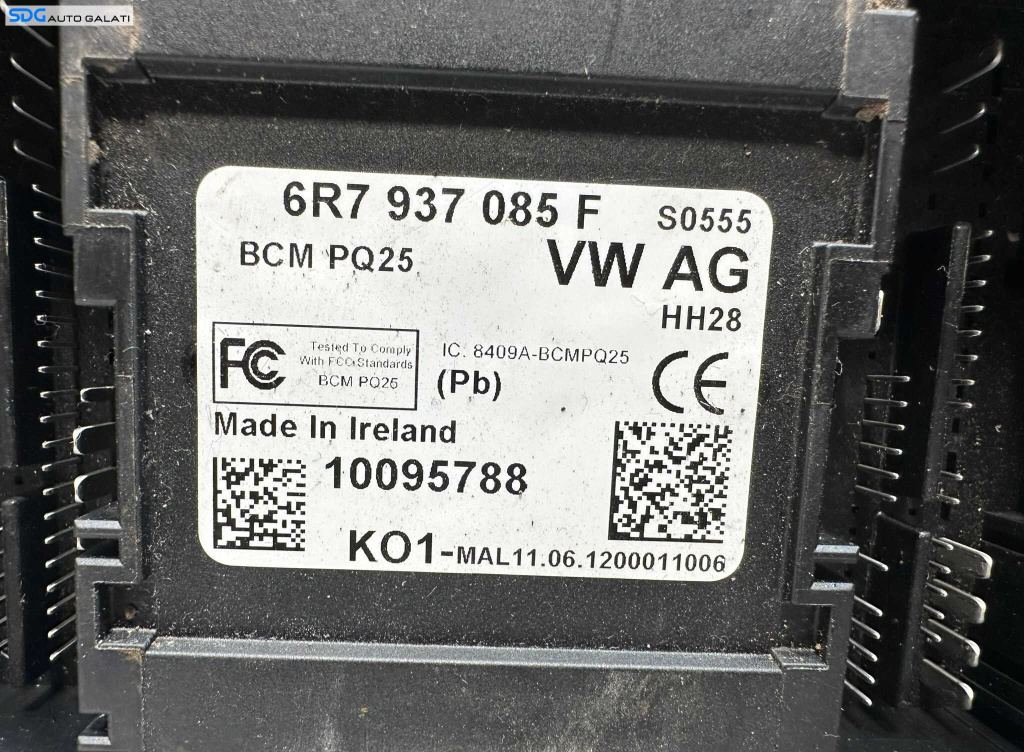 SDG AUTO GALATI
6R7 937 085 F S0555
BCM PQ25 VW AG
HH28
FC Tested To Comply
With FCC Standards
BCM PQ25
IC: 8409A-BCMPQ25
(Pb) CE
Made In Ireland
10095788
KO1-MAL11.06.1200011006